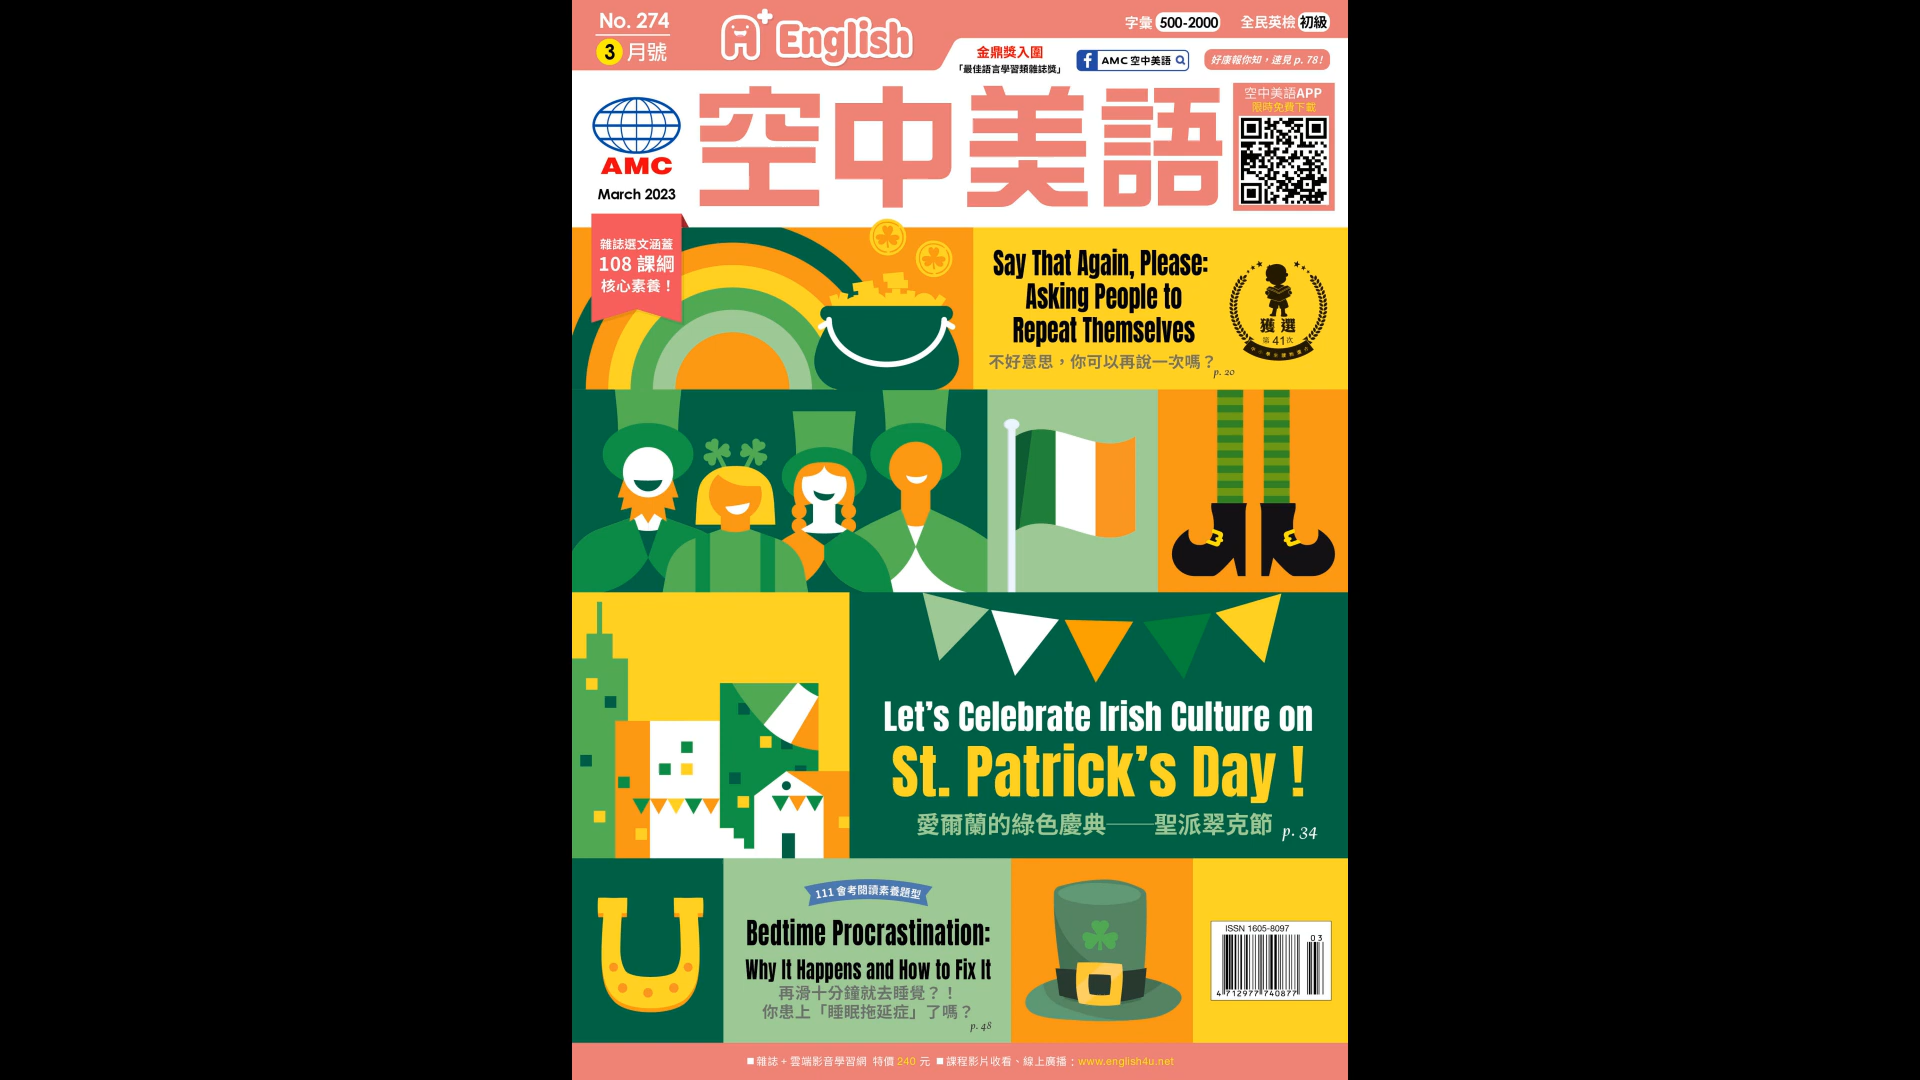 No. 274
3 月號
A+ English
字彙 500-2000 全民英檢 初級
金鼎獎入圍
「最佳語言學習類雜誌獎」
AMC 空中美語
好康報你知,速見 p. 78!
AMC
March 2023
空中美語
空中美語APP
限時免費下載
雜誌選文涵蓋
108 課綱
核心素養!
Say That Again, Please:
Asking People to
Repeat Themselves
不好意思,你可以再說一次嗎?
p. 20
獲選
第 41 次
Let's Celebrate Irish Culture on
St. Patrick's Day !
愛爾蘭的綠色慶典——聖派翠克節 p. 34
111 會考閱讀素養題型
Bedtime Procrastination:
Why It Happens and How to Fix It
再滑十分鐘就去睡覺?!
你患上「睡眠拖延症」了嗎?
p. 48
ISSN 1605-8097
03
4 712977 740877
■ 雜誌 + 雲端影音學習網 特價 240 元 ■ 課程影片收看、線上廣播:www.english4u.net